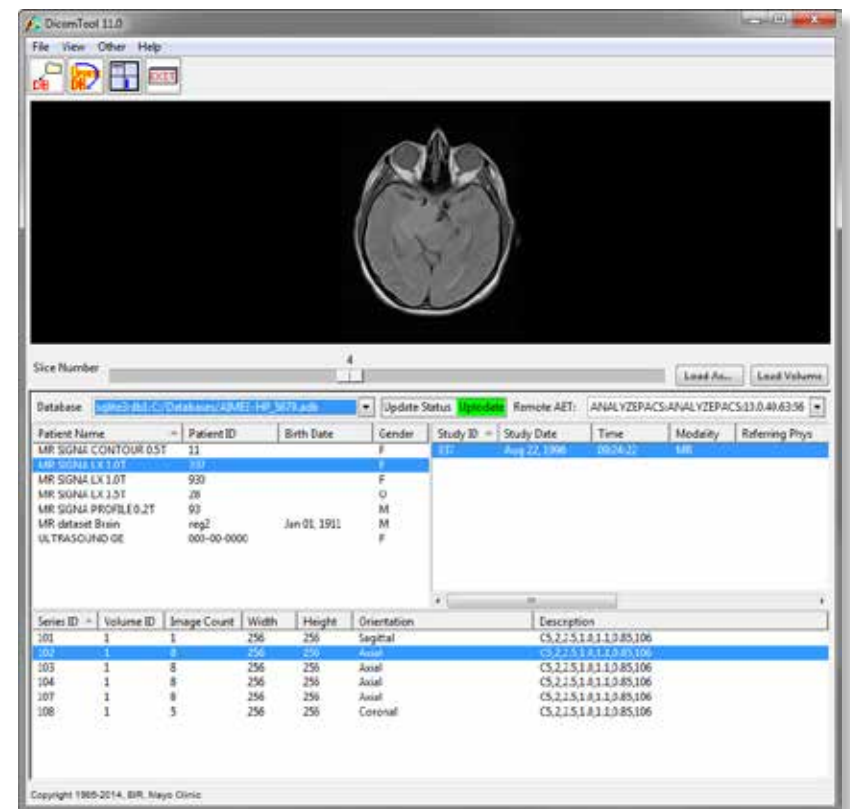 DicomTool 11.0
File View Other Help
DB DB EXIT
4
Slice Number Load As... Load Volume
Database Update Status Uptodate Remote AET:
Patient Name Patient ID Birth Date Gender Study ID Study Date Time Modality Referring Phys
MR SIGNA CONTOUR 0.5T 11 F 337 Aug 22, 1996 MR
MR SIGNA LX 1.0T 337 F
MR SIGNA LX 1.0T 930 F
MR SIGNA LX 1.5T 28 O
MR SIGNA PROFILE 0.2T 93 M
MR dataset Brain reg2 Jan 01, 1911 M
ULTRASOUND GE F
Series ID Volume ID Image Count Width Height Orientation Description
101 1 1 256 256 Sagittal
102 1 8 256 256 Axial
103 1 8 256 256 Axial
104 1 8 256 256 Axial
107 1 8 256 256 Axial
108 1 5 256 256 Coronal
Copyright 1986-2014, BIR, Mayo Clinic